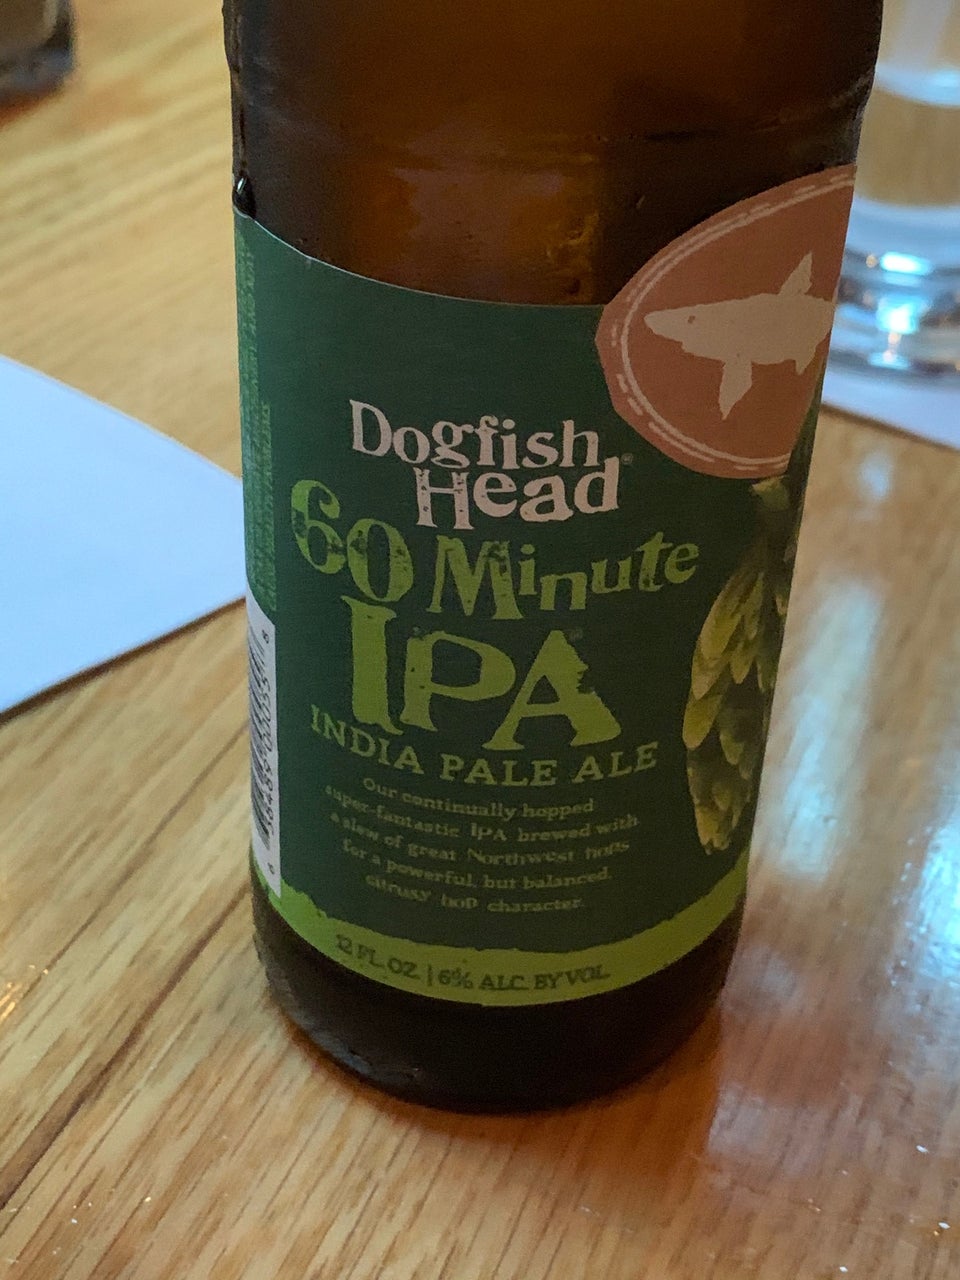 Dogfish
Head®
60 Minute
IPA
INDIA PALE ALE
Our continually hopped
super-fantastic IPA brewed with
a slew of great Northwest hops
for a powerful, but balanced,
citrusy hop character.
12 FL. OZ. | 6% ALC. BY VOL.